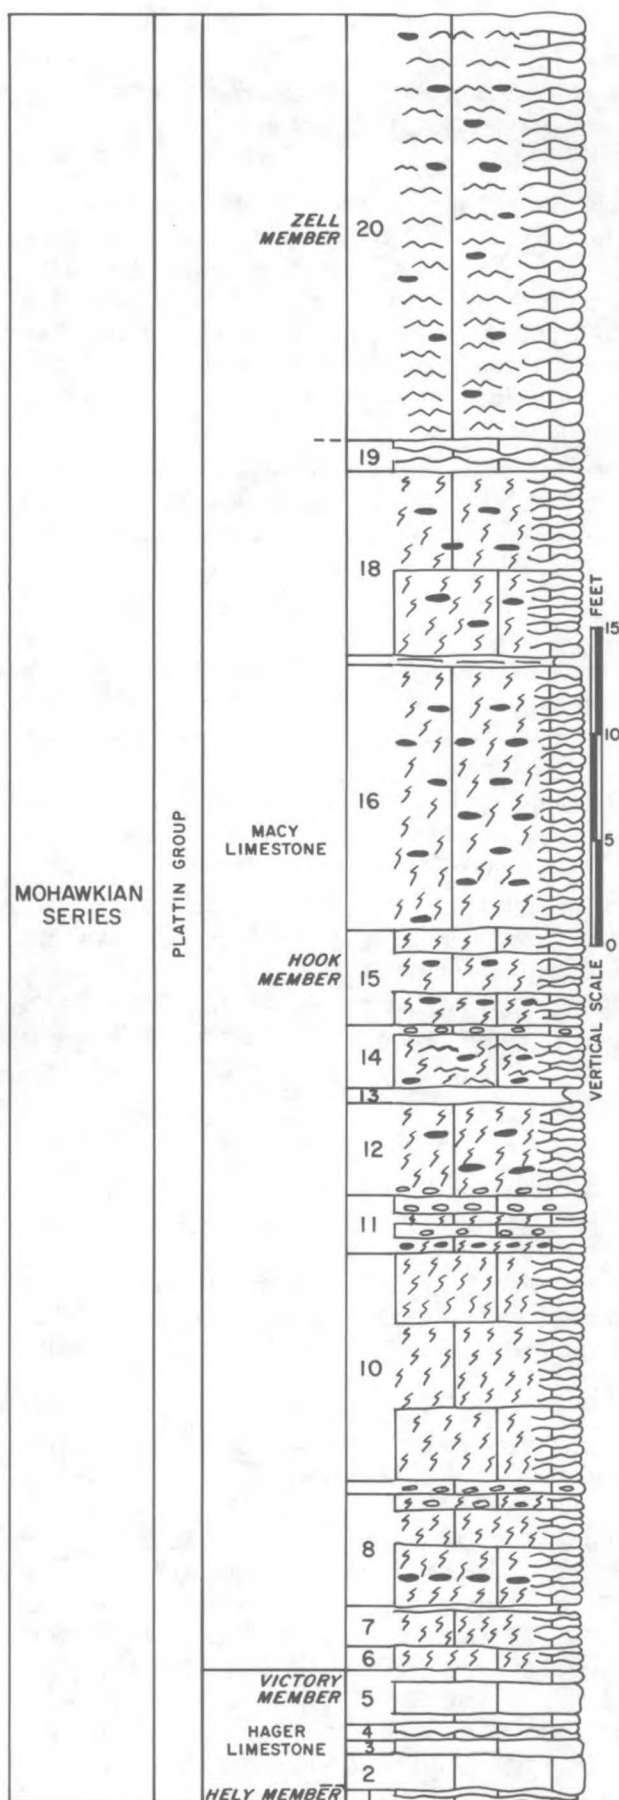 ZELL
MEMBER
20
19
18
FEET
15
10
5
0
VERTICAL SCALE
16
MACY
LIMESTONE
MOHAWKIAN
SERIES
PLATTIN GROUP
HOOK
MEMBER
15
14
13
12
11
10
8
7
6
VICTORY
MEMBER
5
HAGER
LIMESTONE
4
3
2
HELY MEMBER